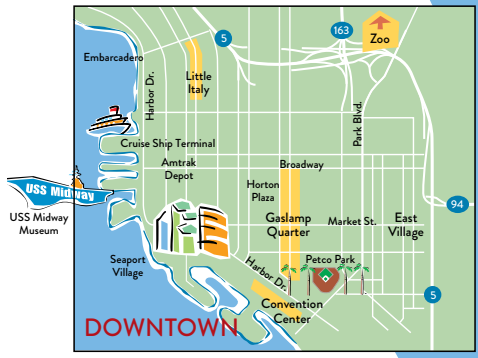 163
5
Zoo
Embarcadero
Harbor Dr.
Little
Italy
Park Blvd.
Cruise Ship Terminal
Amtrak
Depot
Broadway
USS Midway
Horton
Plaza
94
USS Midway
Museum
Gaslamp
Quarter
Market St.
East
Village
Seaport
Village
Harbor Dr.
Petco Park
5
Convention
Center
DOWNTOWN